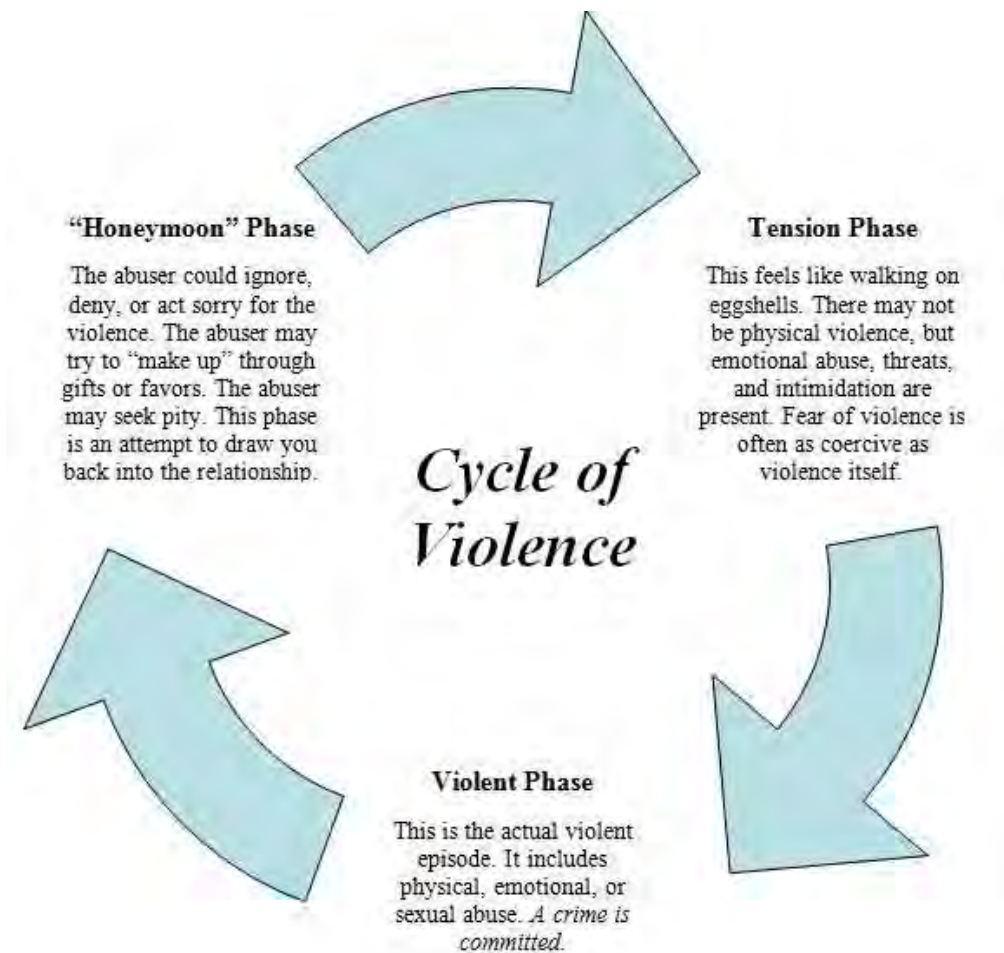 “Honeymoon” Phase
The abuser could ignore,
deny, or act sorry for the
violence. The abuser may
try to “make up” through
gifts or favors. The abuser
may seek pity. This phase
is an attempt to draw you
back into the relationship.
Tension Phase
This feels like walking on
eggshells. There may not
be physical violence, but
emotional abuse, threats,
and intimidation are
present. Fear of violence is
often as coercive as
violence itself.
Cycle of
Violence
Violent Phase
This is the actual violent
episode. It includes
physical, emotional, or
sexual abuse. A crime is
committed.